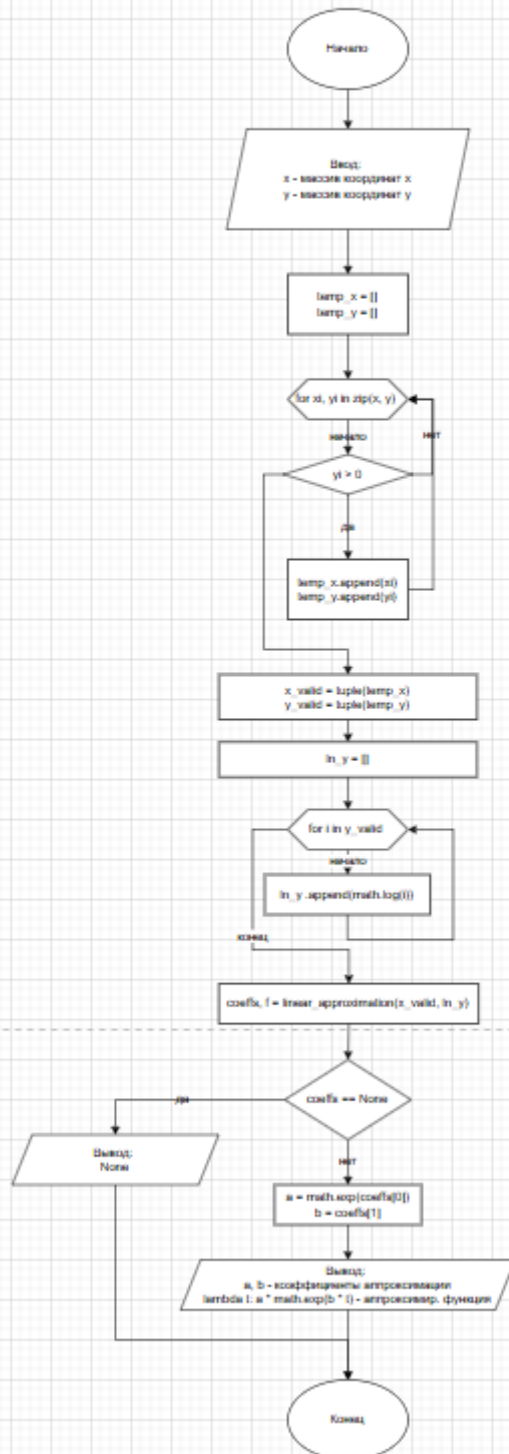 Начало
Ввод:
x - массив координат x
y - массив координат y
temp_x = []
temp_y = []
for xi, yi in zip(x, y)
начало
нет
yi > 0
да
temp_x.append(xi)
temp_y.append(yi)
x_valid = tuple(temp_x)
y_valid = tuple(temp_y)
ln_y = []
for i in y_valid
начало
ln_y .append(math.log(i))
конец
coeffs, f = linear_approximation(x_valid, ln_y)
coeffs == None
да
Вывод:
None
нет
a = math.exp(coeffs[0])
b = coeffs[1]
Вывод:
a, b - коэффициенты аппроксимации
lambda t: a * math.exp(b * t) - аппроксимир. функция
Конец